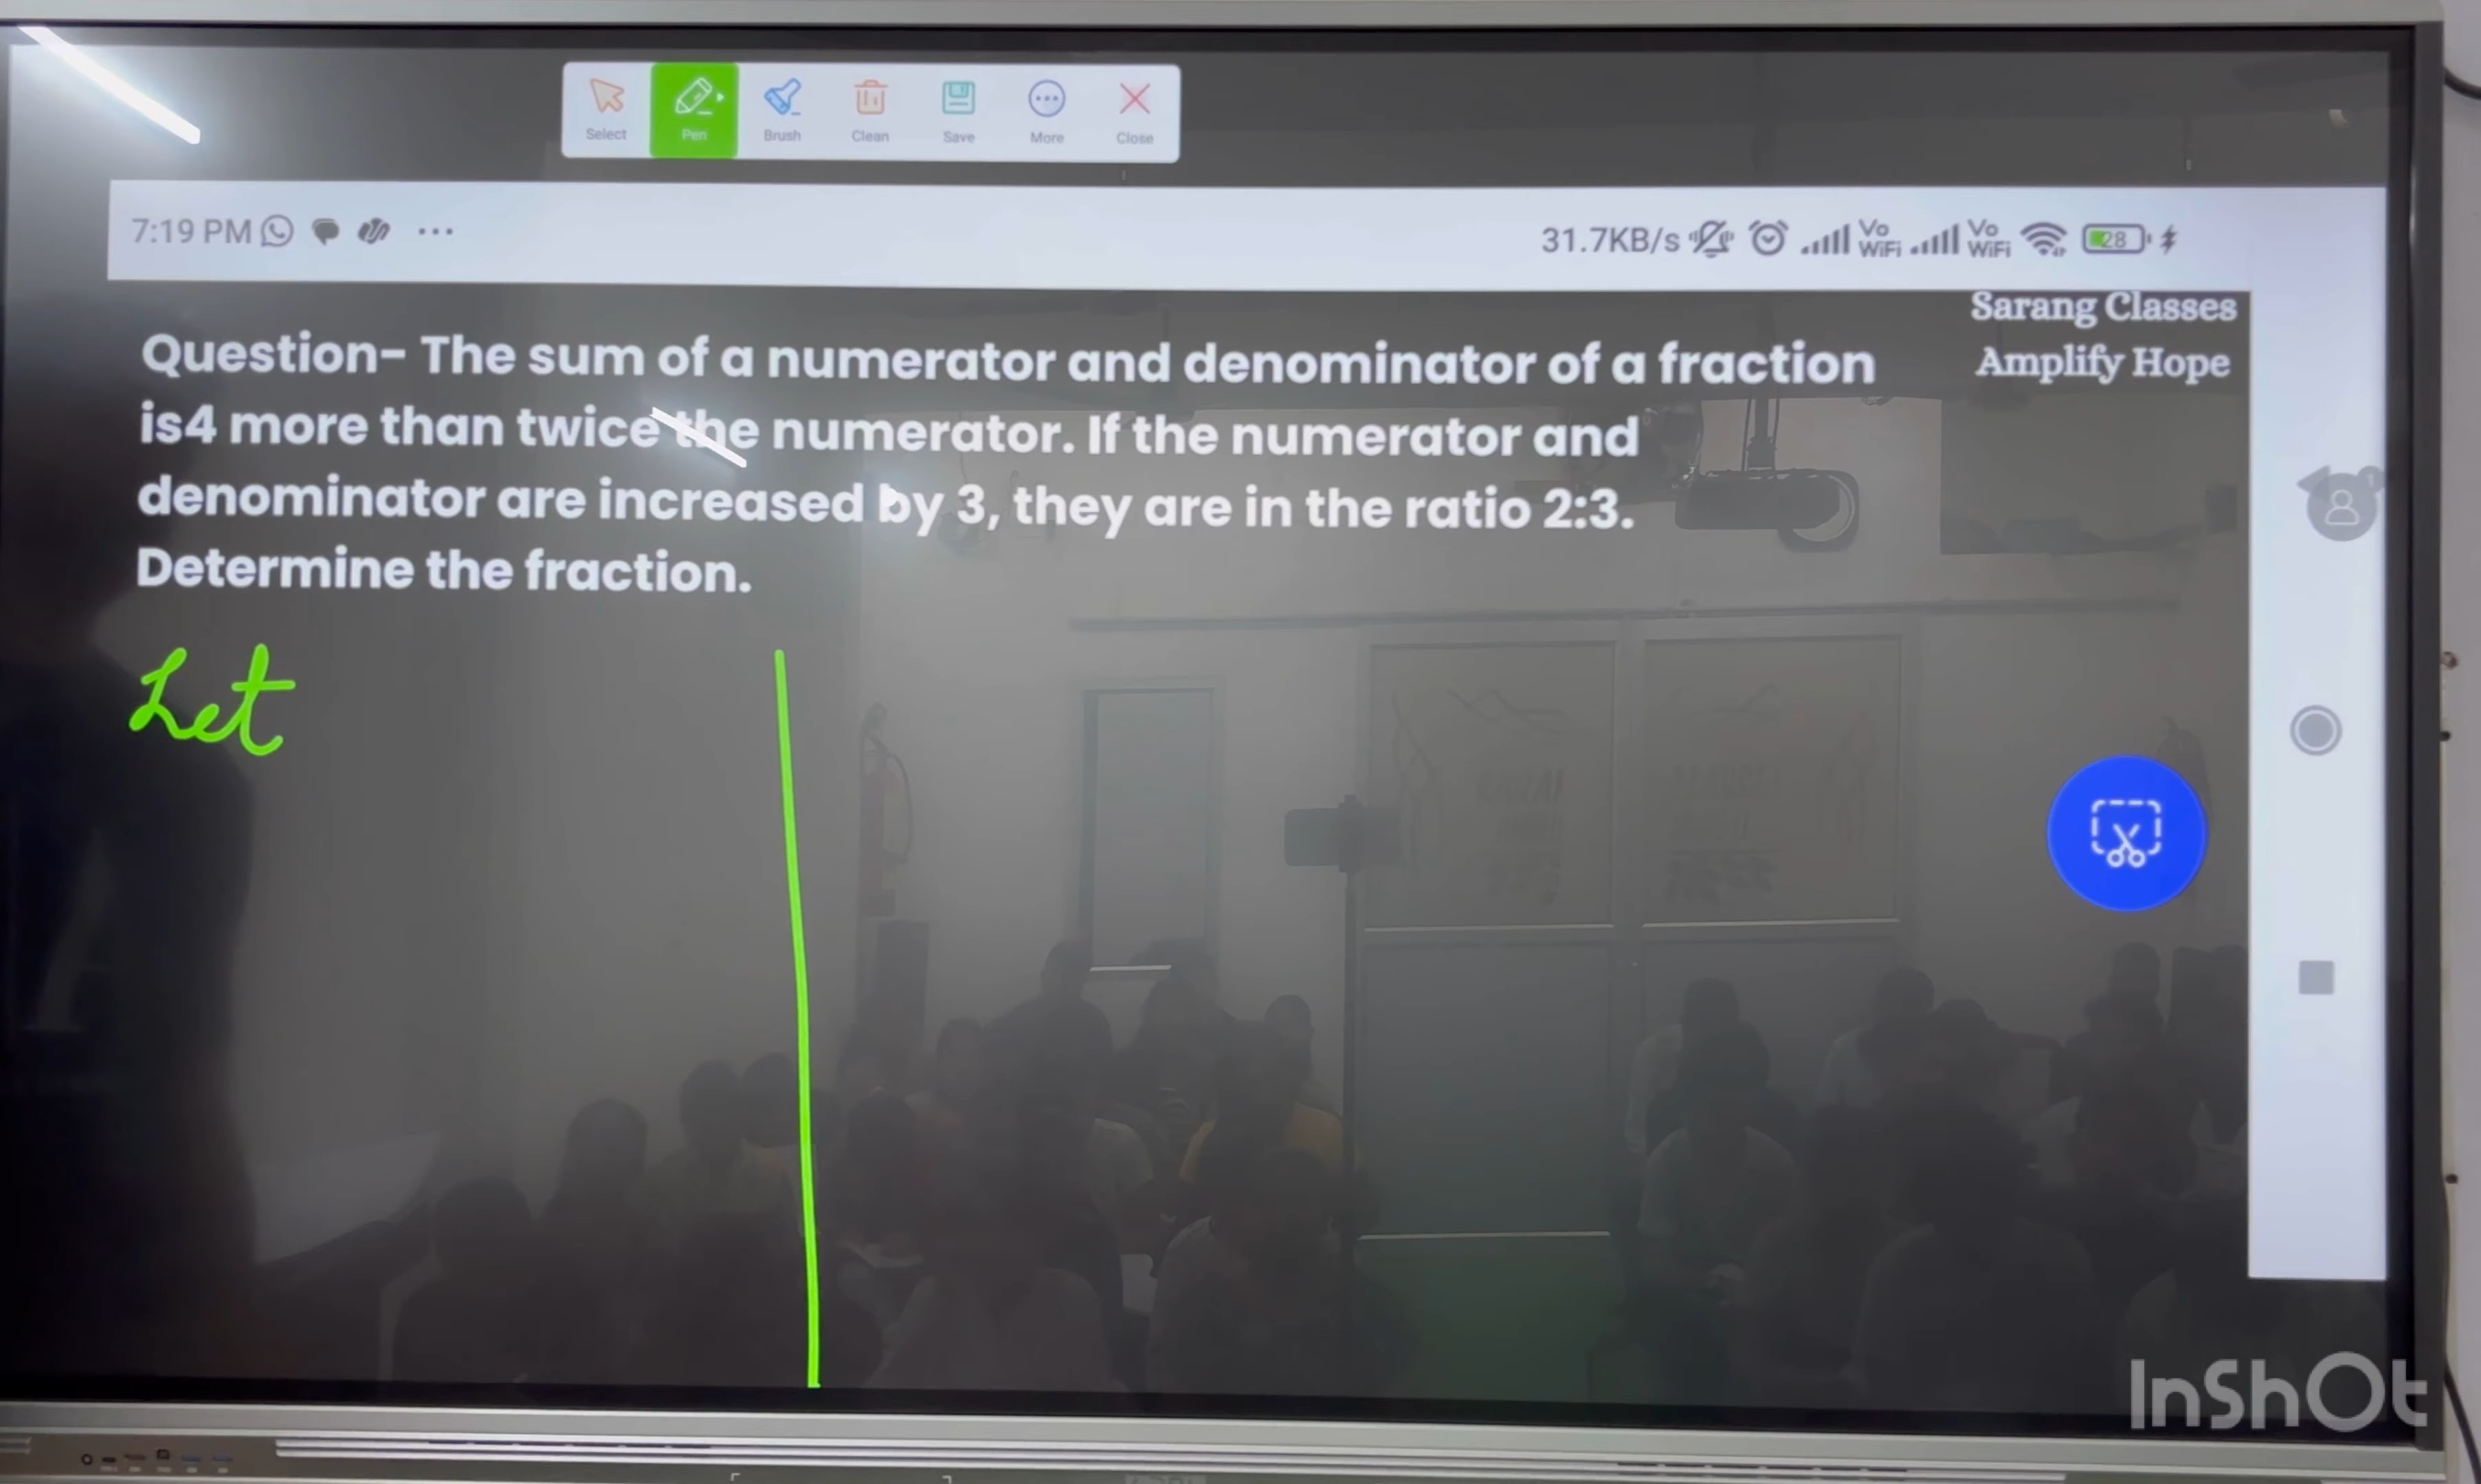 Select Pen Brush Clean Save More Close
7:19 PM
31.7KB/s Vo WiFi Vo WiFi 28
Sarang Classes
Amplify Hope
Question- The sum of a numerator and denominator of a fraction
is4 more than twice the numerator. If the numerator and
denominator are increased by 3, they are in the ratio 2:3.
Determine the fraction.
Let
InShOt